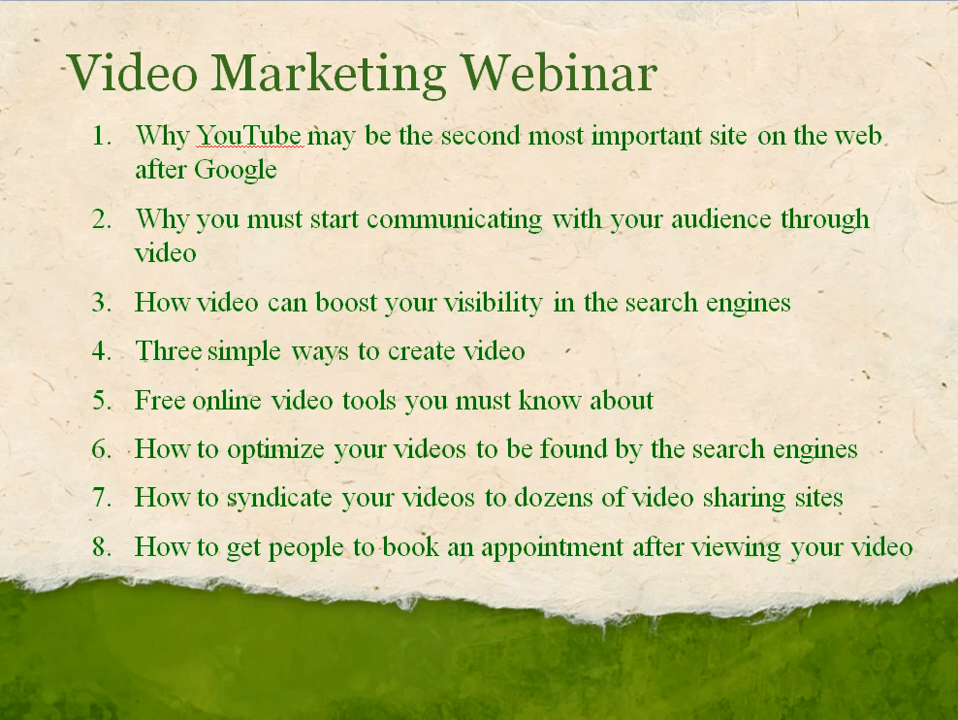 Video Marketing Webinar
1. Why YouTube may be the second most important site on the web
after Google
2. Why you must start communicating with your audience through
video
3. How video can boost your visibility in the search engines
4. Three simple ways to create video
5. Free online video tools you must know about
6. How to optimize your videos to be found by the search engines
7. How to syndicate your videos to dozens of video sharing sites
8. How to get people to book an appointment after viewing your video